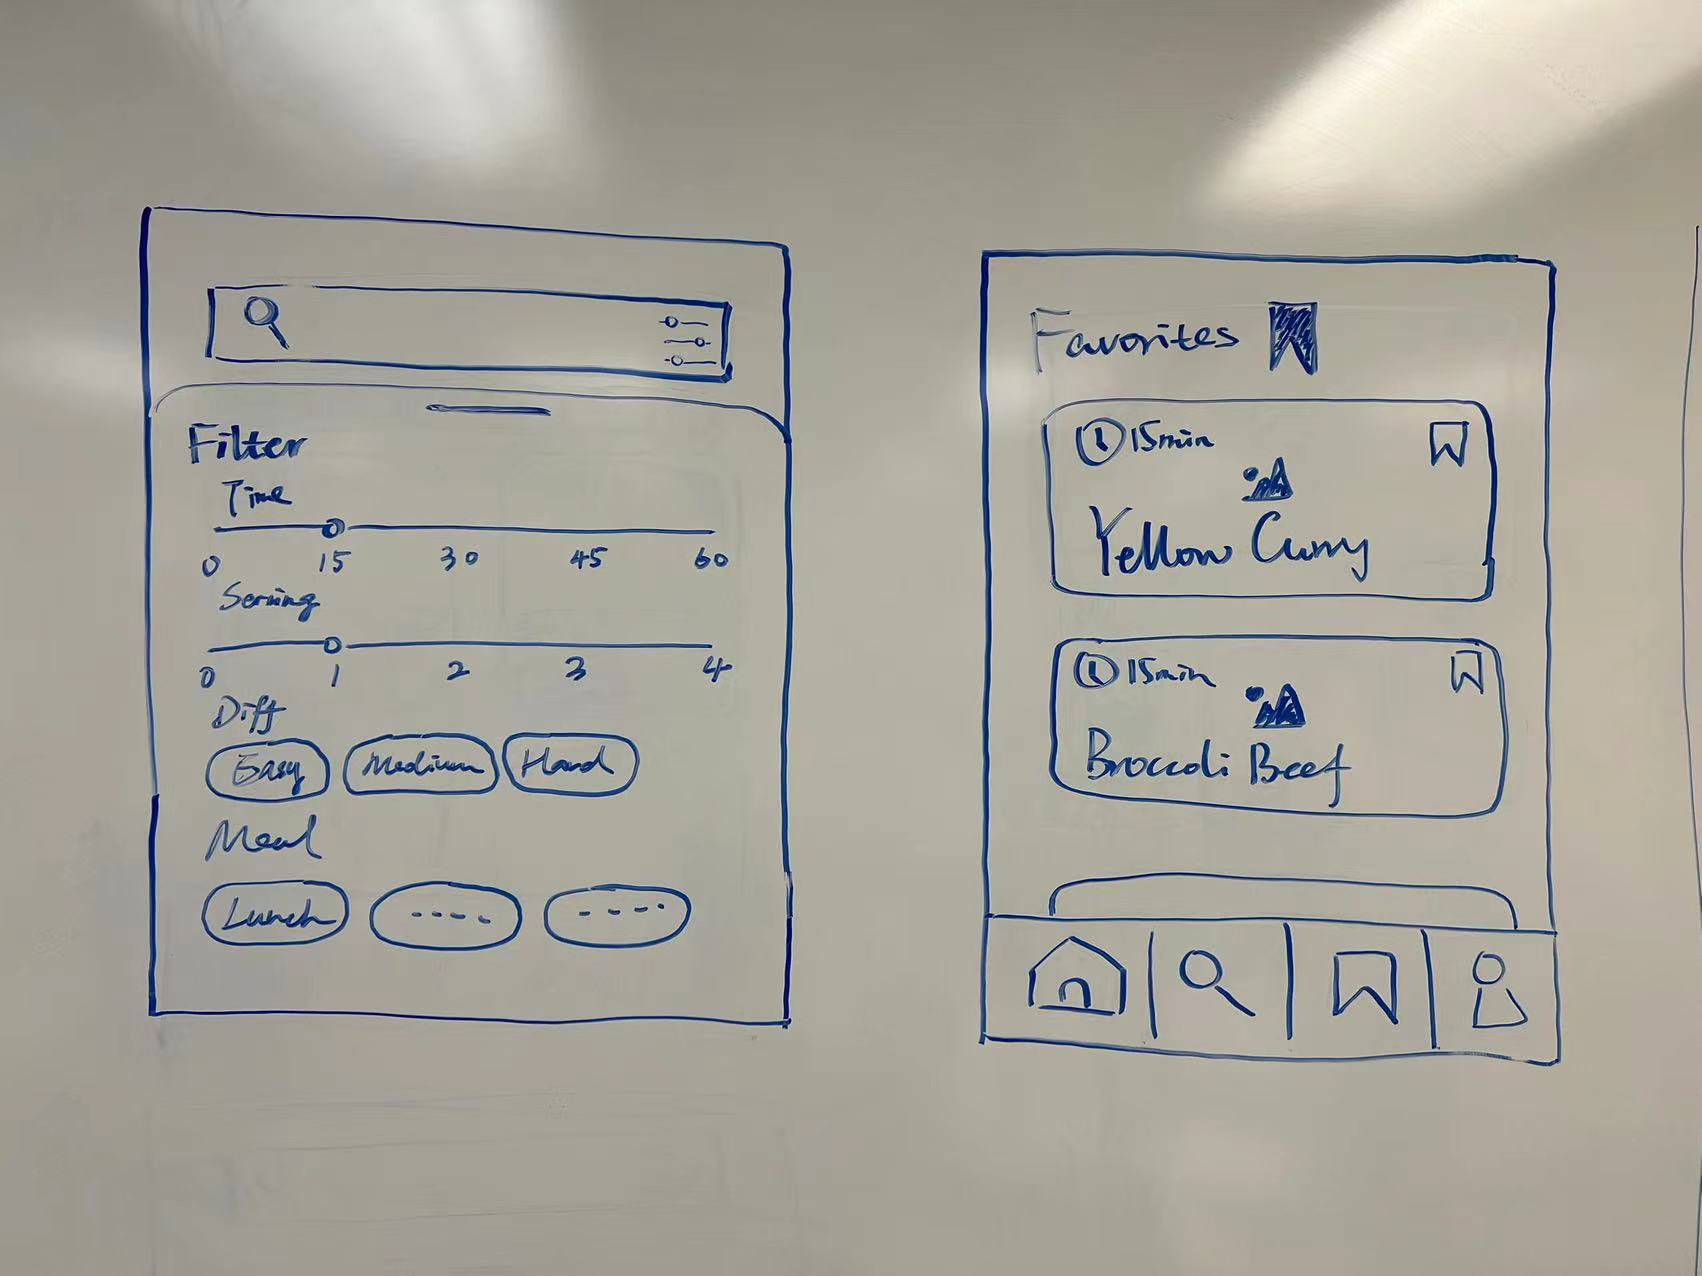 Filter
Time
0 15 30 45 60
Serving
0 1 2 3 4
Diff
Easy Medium Hard
Meal
Lunch ---- ----
Favorites
15min
Yellow Curry
15min
Broccoli Beef